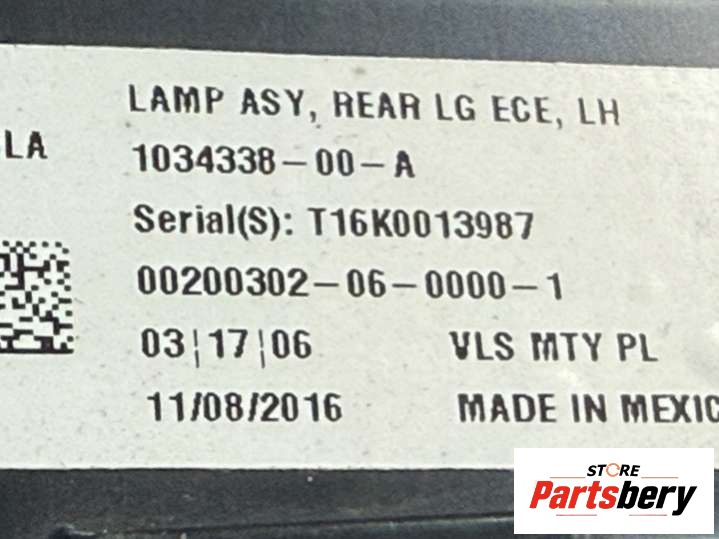 LAMP ASY, REAR LG ECE, LH
LA
1034338-00-A
Serial(S): T16K0013987
00200302-06-0000-1
03|17|06 VLS MTY PL
11/08/2016 MADE IN MEXIC
STORE
Partsbery